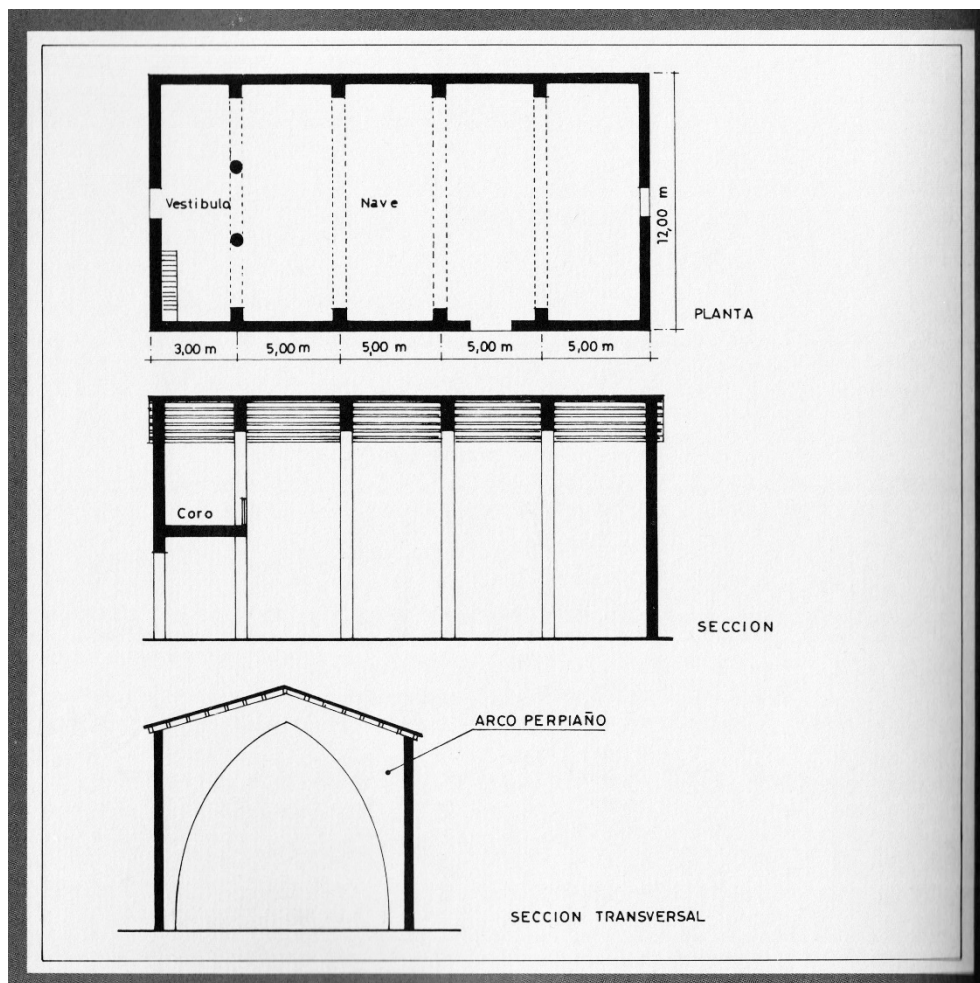 Vestibulo
Nave
12,00 m
PLANTA
3,00 m
5,00 m
5,00 m
5,00 m
5,00 m
Coro
SECCION
ARCO PERPIAÑO
SECCION TRANSVERSAL